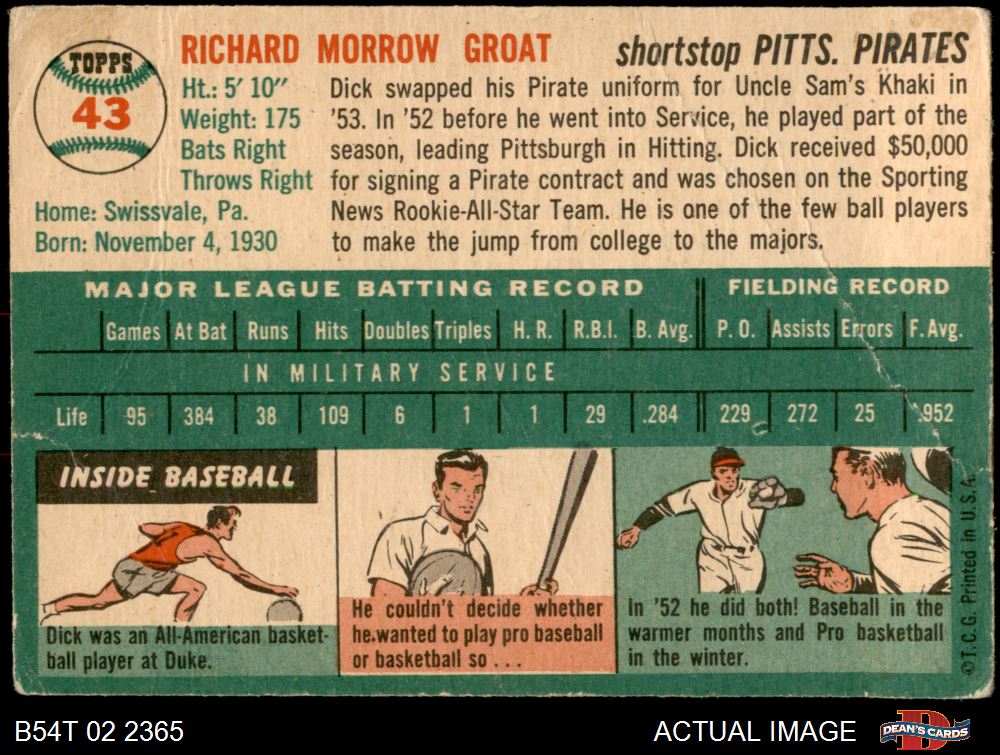 TOPPS
43
RICHARD MORROW GROAT
shortstop PITTS. PIRATES
Ht.: 5' 10"
Weight: 175
Bats Right
Throws Right
Home: Swissvale, Pa.
Born: November 4, 1930
Dick swapped his Pirate uniform for Uncle Sam's Khaki in
'53. In '52 before he went into Service, he played part of the
season, leading Pittsburgh in Hitting. Dick received $50,000
for signing a Pirate contract and was chosen on the Sporting
News Rookie-All-Star Team. He is one of the few ball players
to make the jump from college to the majors.
MAJOR LEAGUE BATTING RECORD FIELDING RECORD
Games At Bat Runs Hits Doubles Triples H. R. R.B.I. B. Avg. P. O. Assists Errors F. Avg.
IN MILITARY SERVICE
Life 95 384 38 109 6 1 1 29 .284 229 272 25 .952
INSIDE BASEBALL
Dick was an All-American basket-
ball player at Duke.
He couldn't decide whether
he wanted to play pro baseball
or basketball so ...
In '52 he did both! Baseball in the
warmer months and Pro basketball
in the winter.
©T.C.G. Printed in U.S.A.
B54T 02 2365
ACTUAL IMAGE
D
DEAN'S CARDS